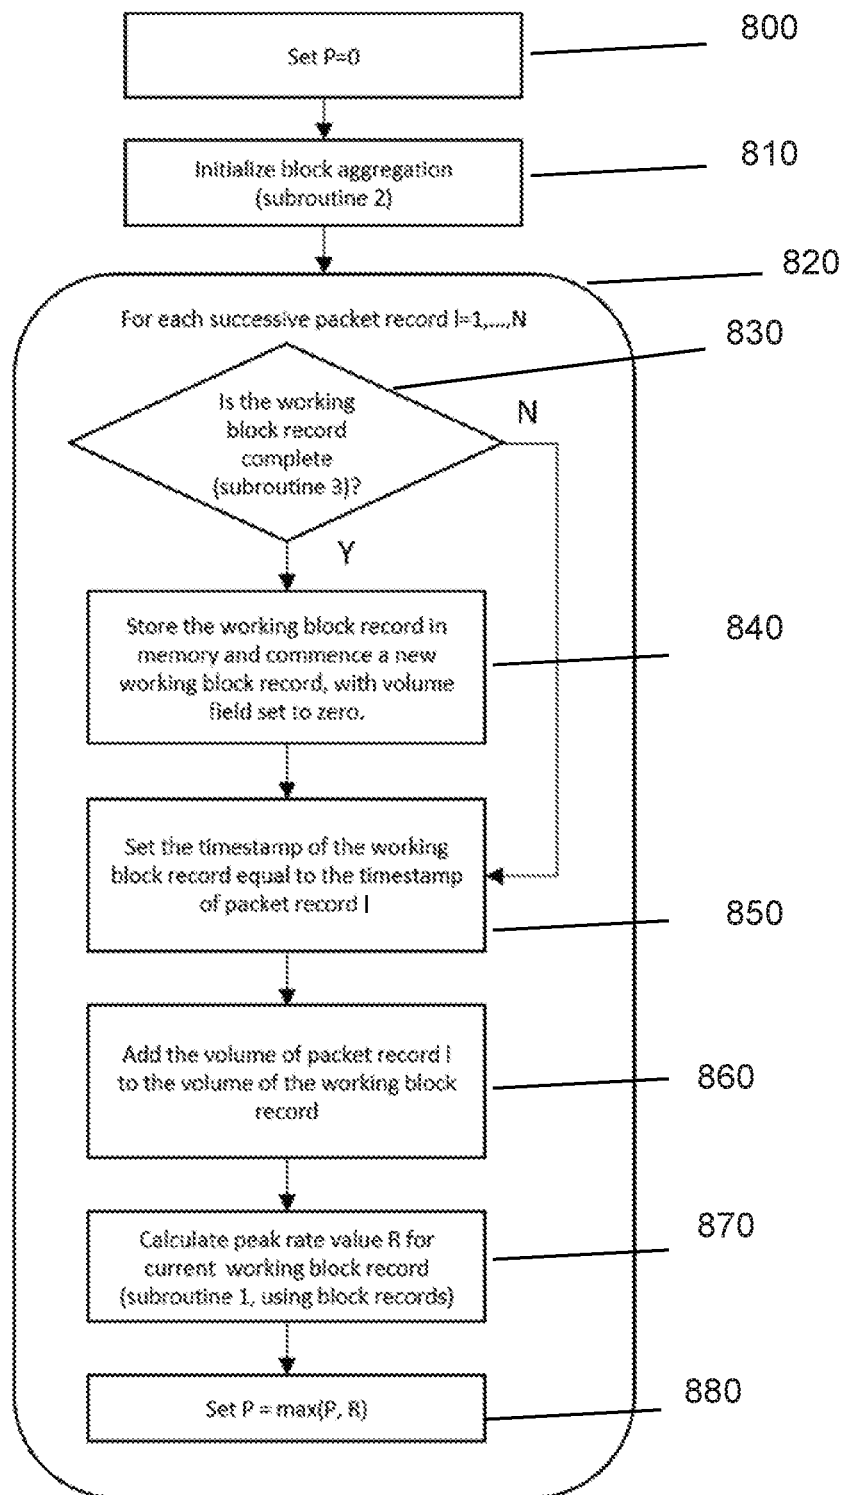 800
Set P=0
810
Initialize block aggregation
(subroutine 2)
820
For each successive packet record I=1,...,N
830
Is the working
block record
complete
(subroutine 3)?
N
Y
Store the working block record in
memory and commence a new
working block record, with volume
field set to zero.
840
Set the timestamp of the working
block record equal to the timestamp
of packet record I
850
Add the volume of packet record I
to the volume of the working block
record
860
Calculate peak rate value R for
current working block record
(subroutine 1, using block records)
870
Set P = max(P, R)
880